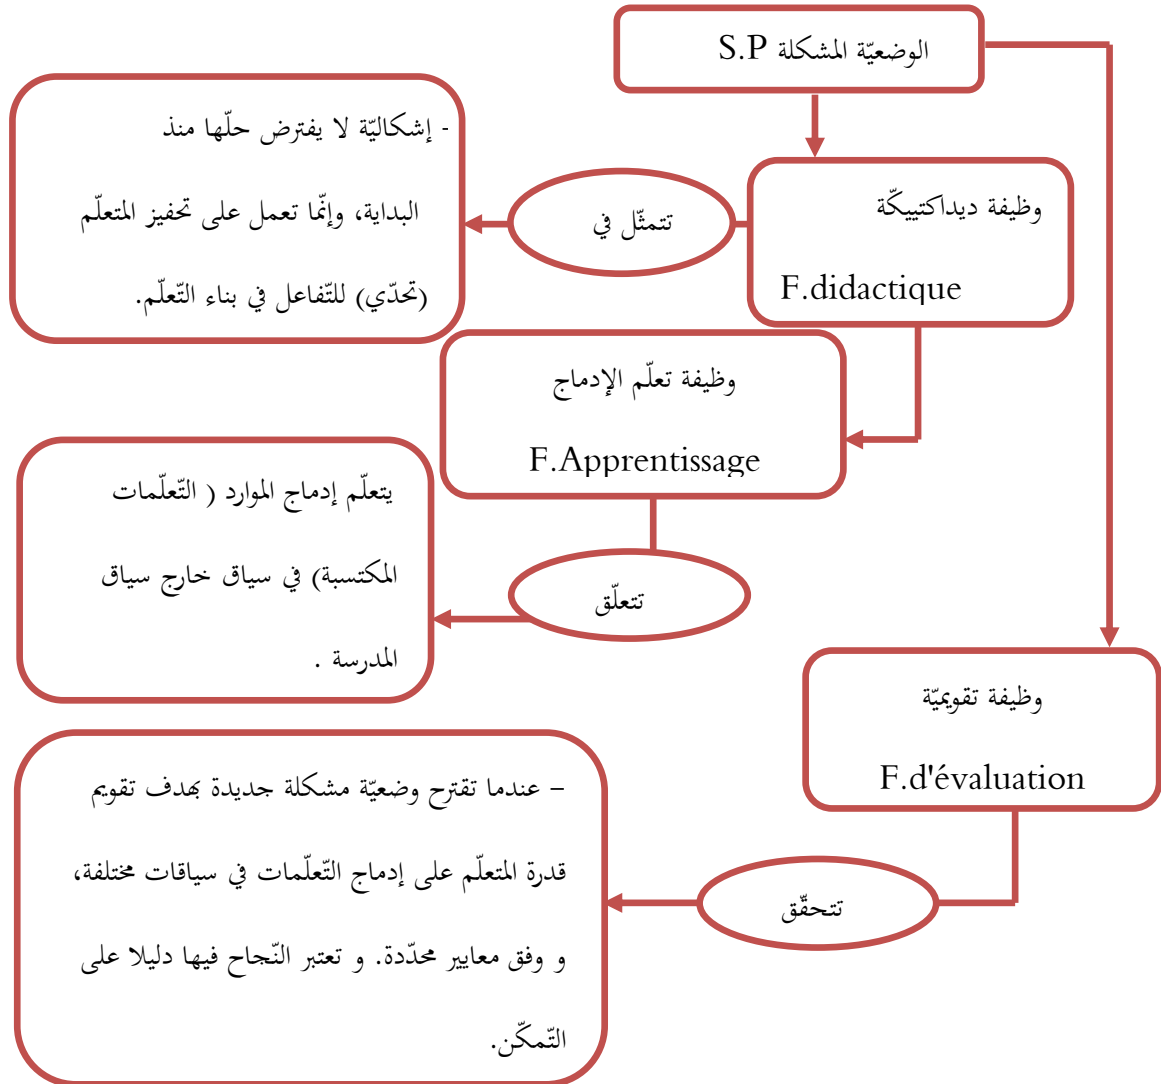 الوضعيّة المشكلة S.P
- إشكاليّة لا يفترض حلّها منذ
البداية، وإنّما تعمل على تحفيز المتعلّم
(تحدّي) للتّفاعل في بناء التّعلّم.
تتمثّل في
وظيفة ديداكتييكّة
F.didactique
وظيفة تعلّم الإدماج
F.Apprentissage
يتعلّم إدماج الموارد ( التّعلّمات
المكتسبة) في سياق خارج سياق
المدرسة .
تتعلّق
وظيفة تقويميّة
F.d'évaluation
– عندما تقترح وضعيّة مشكلة جديدة بهدف تقويم
قدرة المتعلّم على إدماج التّعلّمات في سياقات مختلفة،
و وفق معايير محدّدة. و تعتبر النّجاح فيها دليلا على
التّمكّن.
تتحقّق